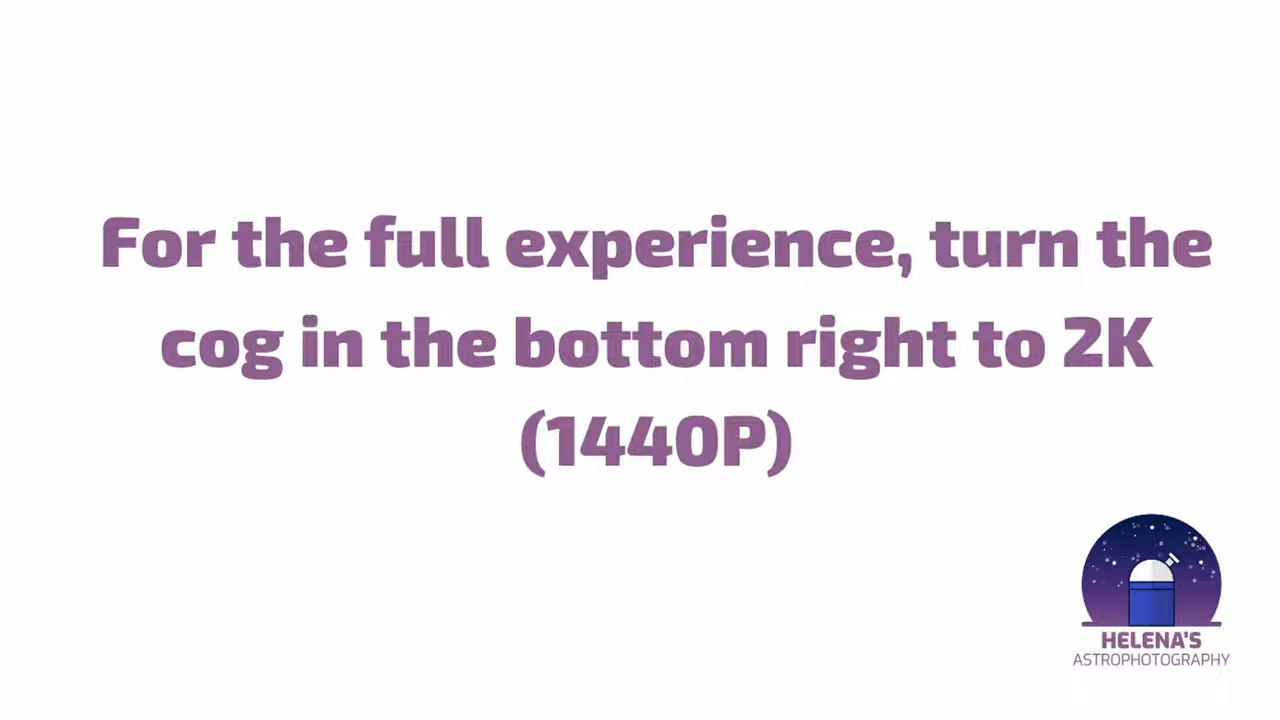 For the full experience, turn the
cog in the bottom right to 2K
(1440P)
HELENA'S
ASTROPHOTOGRAPHY